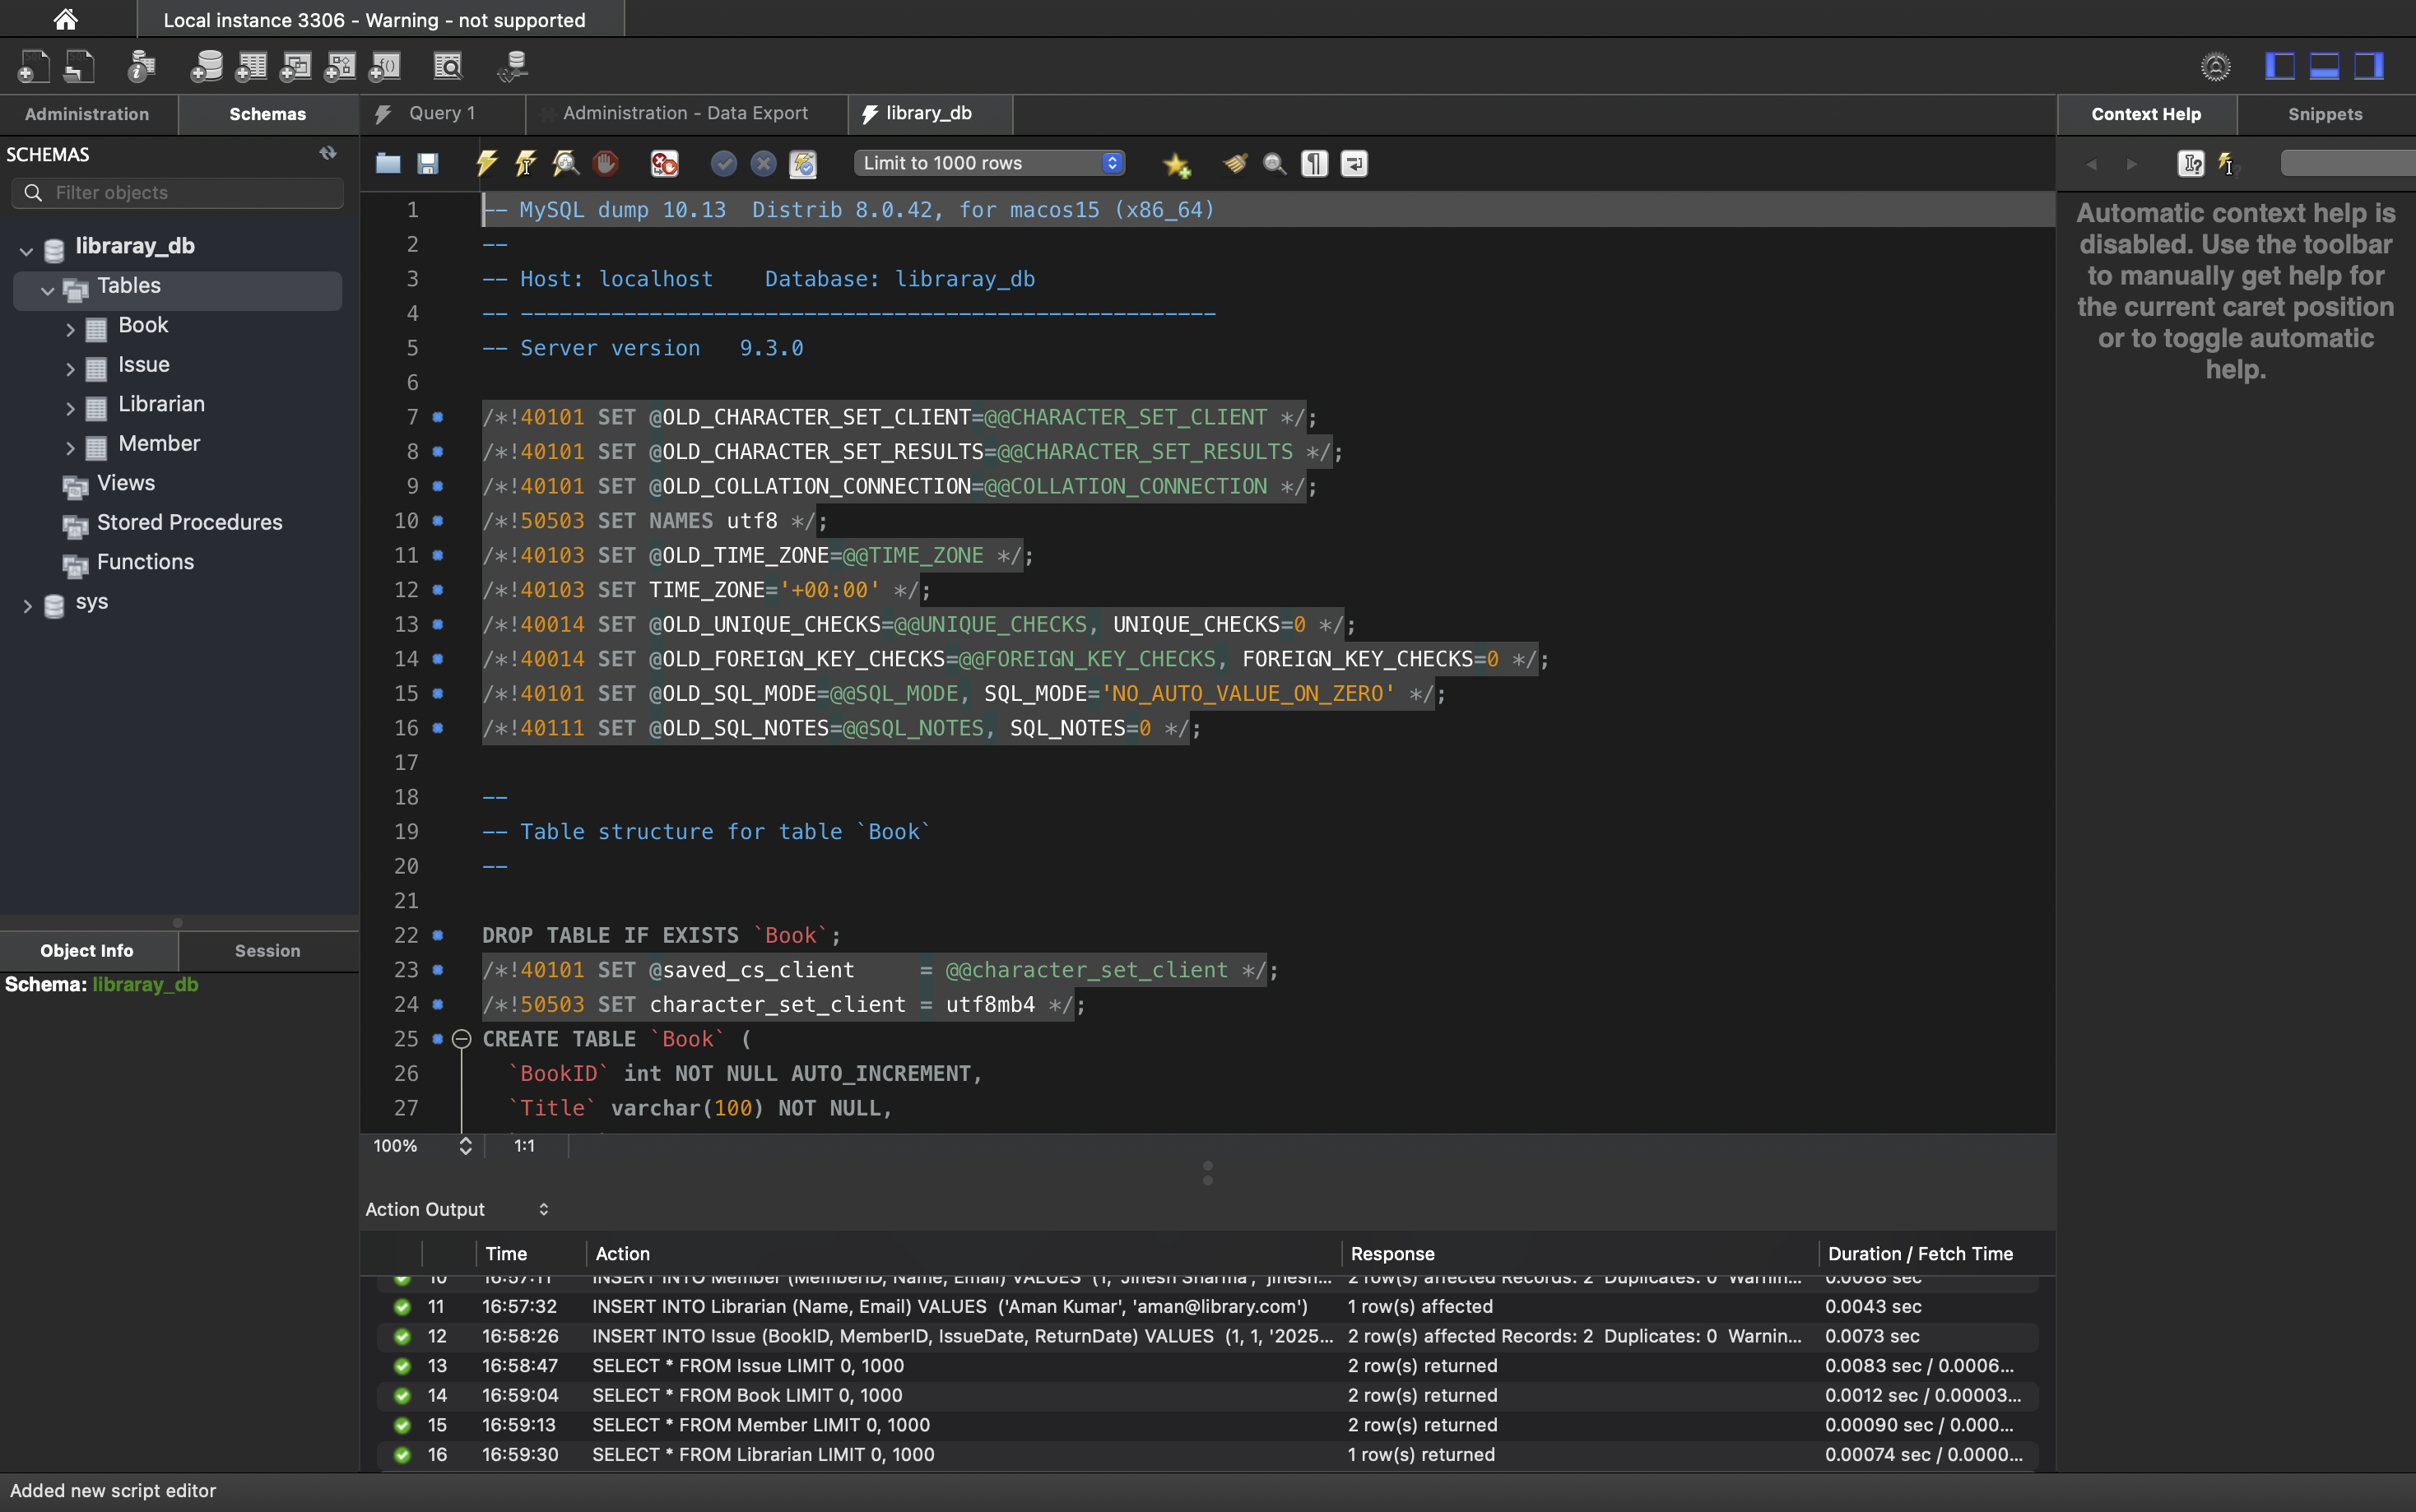 Local instance 3306 - Warning - not supported
Administration
Schemas
Query 1
Administration - Data Export
library_db
Context Help
Snippets
SCHEMAS
Filter objects
libraray_db
Tables
Book
Issue
Librarian
Member
Views
Stored Procedures
Functions
sys
Object Info
Session
Schema: libraray_db
Limit to 1000 rows
1 -- MySQL dump 10.13  Distrib 8.0.42, for macos15 (x86_64)
2 --
3 -- Host: localhost    Database: libraray_db
4 -- ------------------------------------------------------
5 -- Server version   9.3.0
6
7 /*!40101 SET @OLD_CHARACTER_SET_CLIENT=@@CHARACTER_SET_CLIENT */;
8 /*!40101 SET @OLD_CHARACTER_SET_RESULTS=@@CHARACTER_SET_RESULTS */;
9 /*!40101 SET @OLD_COLLATION_CONNECTION=@@COLLATION_CONNECTION */;
10 /*!50503 SET NAMES utf8 */;
11 /*!40103 SET @OLD_TIME_ZONE=@@TIME_ZONE */;
12 /*!40103 SET TIME_ZONE='+00:00' */;
13 /*!40014 SET @OLD_UNIQUE_CHECKS=@@UNIQUE_CHECKS, UNIQUE_CHECKS=0 */;
14 /*!40014 SET @OLD_FOREIGN_KEY_CHECKS=@@FOREIGN_KEY_CHECKS, FOREIGN_KEY_CHECKS=0 */;
15 /*!40101 SET @OLD_SQL_MODE=@@SQL_MODE, SQL_MODE='NO_AUTO_VALUE_ON_ZERO' */;
16 /*!40111 SET @OLD_SQL_NOTES=@@SQL_NOTES, SQL_NOTES=0 */;
17
18 --
19 -- Table structure for table `Book`
20 --
21
22 DROP TABLE IF EXISTS `Book`;
23 /*!40101 SET @saved_cs_client     = @@character_set_client */;
24 /*!50503 SET character_set_client = utf8mb4 */;
25 CREATE TABLE `Book` (
26   `BookID` int NOT NULL AUTO_INCREMENT,
27   `Title` varchar(100) NOT NULL,
100% 1:1
Automatic context help is
disabled. Use the toolbar
to manually get help for
the current caret position
or to toggle automatic
help.
Action Output
Time Action Response Duration / Fetch Time
10 16:57:11 INSERT INTO Member (MemberID, Name, Email) VALUES (1, 'Jinesh Sharma', 'jinesh... 2 row(s) affected Records: 2 Duplicates: 0 Warnin... 0.0088 sec
11 16:57:32 INSERT INTO Librarian (Name, Email) VALUES ('Aman Kumar', 'aman@library.com') 1 row(s) affected 0.0043 sec
12 16:58:26 INSERT INTO Issue (BookID, MemberID, IssueDate, ReturnDate) VALUES (1, 1, '2025... 2 row(s) affected Records: 2 Duplicates: 0 Warnin... 0.0073 sec
13 16:58:47 SELECT * FROM Issue LIMIT 0, 1000 2 row(s) returned 0.0083 sec / 0.0006...
14 16:59:04 SELECT * FROM Book LIMIT 0, 1000 2 row(s) returned 0.0012 sec / 0.00003...
15 16:59:13 SELECT * FROM Member LIMIT 0, 1000 2 row(s) returned 0.00090 sec / 0.000...
16 16:59:30 SELECT * FROM Librarian LIMIT 0, 1000 1 row(s) returned 0.00074 sec / 0.0000...
Added new script editor